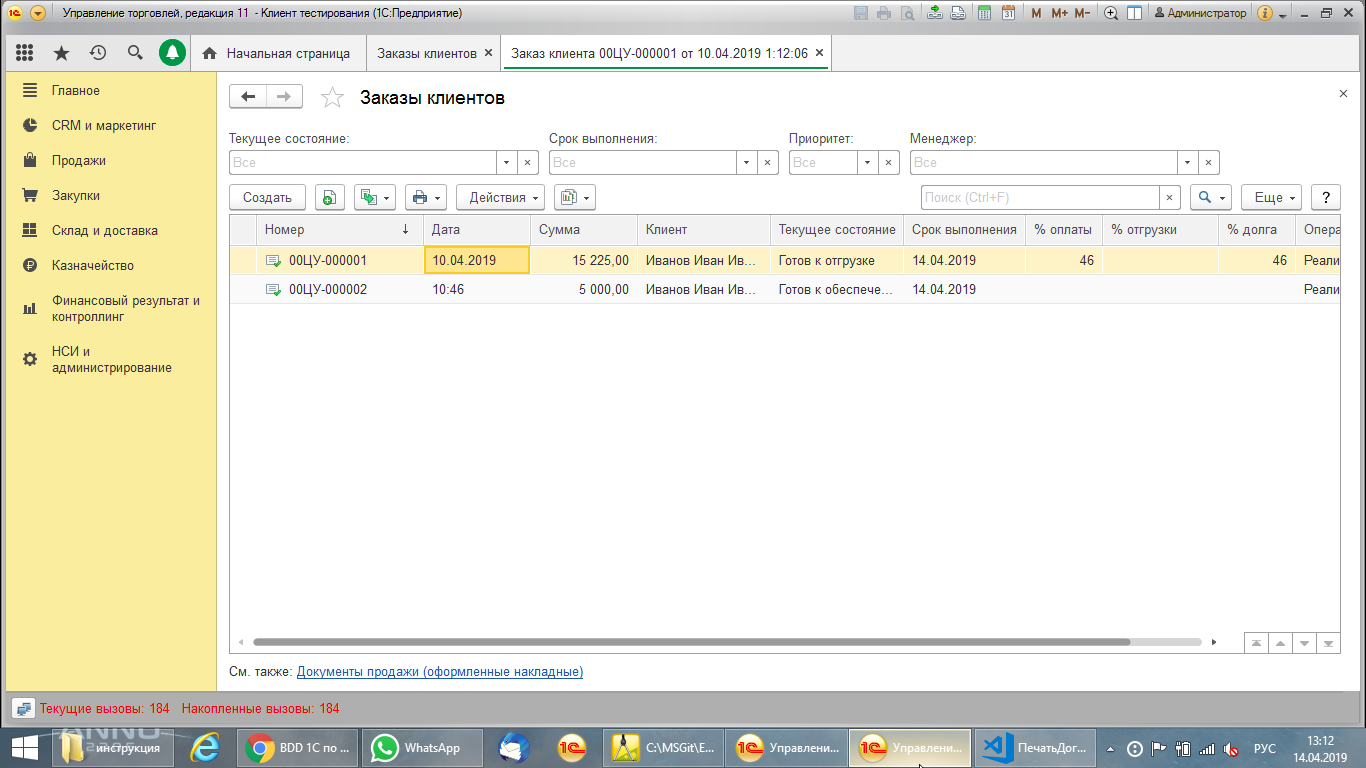 Управление торговлей, редакция 11 - Клиент тестирования (1С:Предприятие)
M M+ M- Администратор
Начальная страница Заказы клиентов Заказ клиента 00ЦУ-000001 от 10.04.2019 1:12:06
Главное
CRM и маркетинг
Продажи
Закупки
Склад и доставка
Казначейство
Финансовый результат и
контроллинг
НСИ и
администрирование
Заказы клиентов
Текущее состояние: Срок выполнения: Приоритет: Менеджер:
Все Все Все Все
Создать Действия Поиск (Ctrl+F) Еще ?
Номер Дата Сумма Клиент Текущее состояние Срок выполнения % оплаты % отгрузки % долга Опера
00ЦУ-000001 10.04.2019 15 225,00 Иванов Иван Ив... Готов к отгрузке 14.04.2019 46 46 Реали
00ЦУ-000002 10:46 5 000,00 Иванов Иван Ив... Готов к обеспече... 14.04.2019 Реали
См. также: Документы продажи (оформленные накладные)
Текущие вызовы: 184 Накопленные вызовы: 184
инструкция BDD 1С по ... WhatsApp C:\MSGit\E... Управлени... Управлени... ПечатьДог... РУС
13:12
14.04.2019